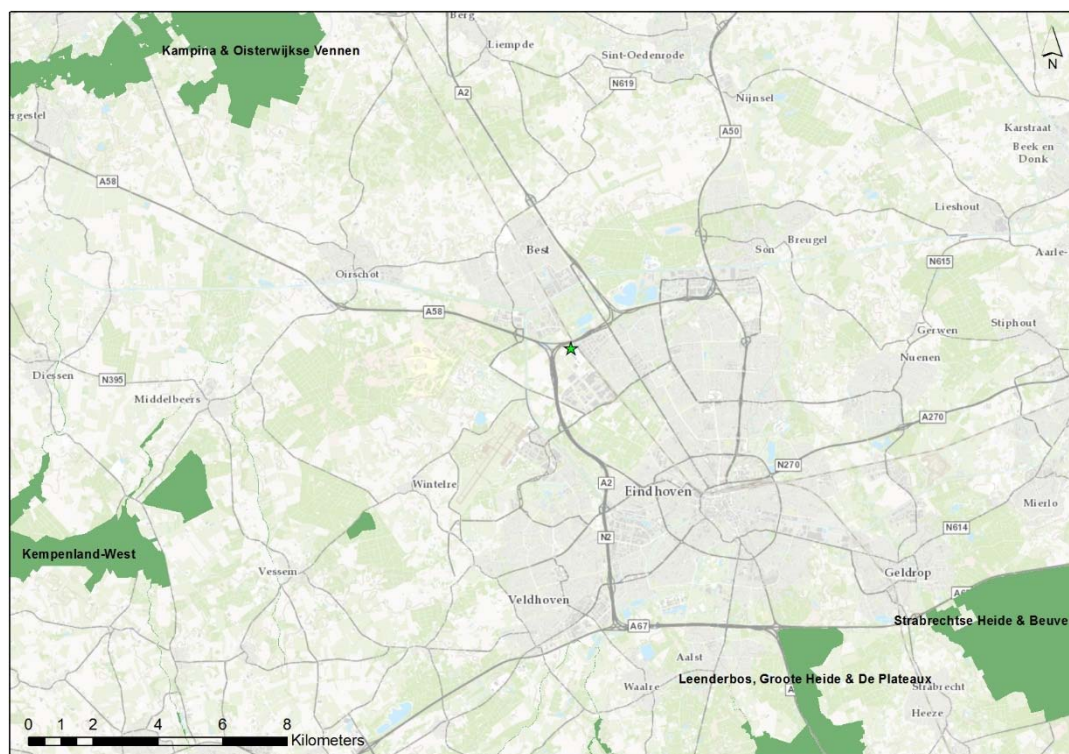 Kampina & Oisterwijkse Vennen
Berg
Liempde
Sint-Oedenrode
N
A2
N619
Nijnsel
ergestel
A50
Karstraat
Beek en
Donk
A58
Lieshout
Best
Son
Breugel
Aarle-
Oirschot
N615
A58
Gerwen
Stiphout
Nuenen
Diessen
N395
Middelbeers
A270
N270
Wintelre
A2
Eindhoven
Mierlo
N614
N2
Kempenland-West
Vessem
Geldrop
Veldhoven
Strabrechtse Heide & Beuve
A67
Aalst
Leenderbos, Groote Heide & De Plateaux
Waalre
Strabrecht
Heeze
0 1 2 4 6 8
Kilometers